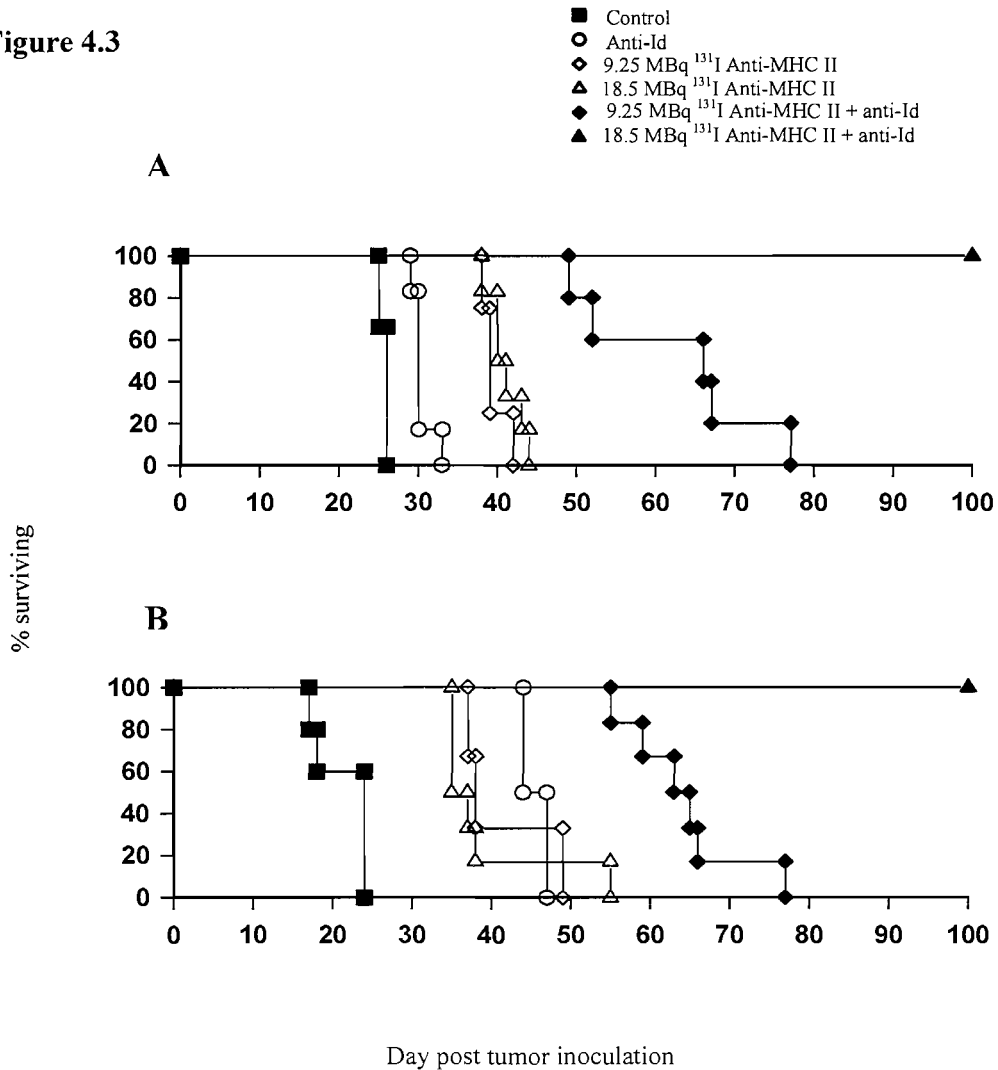 igure 4.3
Control
Anti-Id
9.25 MBq ¹³¹I Anti-MHC II
18.5 MBq ¹³¹I Anti-MHC II
9.25 MBq ¹³¹I Anti-MHC II + anti-Id
18.5 MBq ¹³¹I Anti-MHC II + anti-Id
A
100
80
60
40
20
0
0 10 20 30 40 50 60 70 80 90 100
% surviving
B
100
80
60
40
20
0
0 10 20 30 40 50 60 70 80 90 100
Day post tumor inoculation